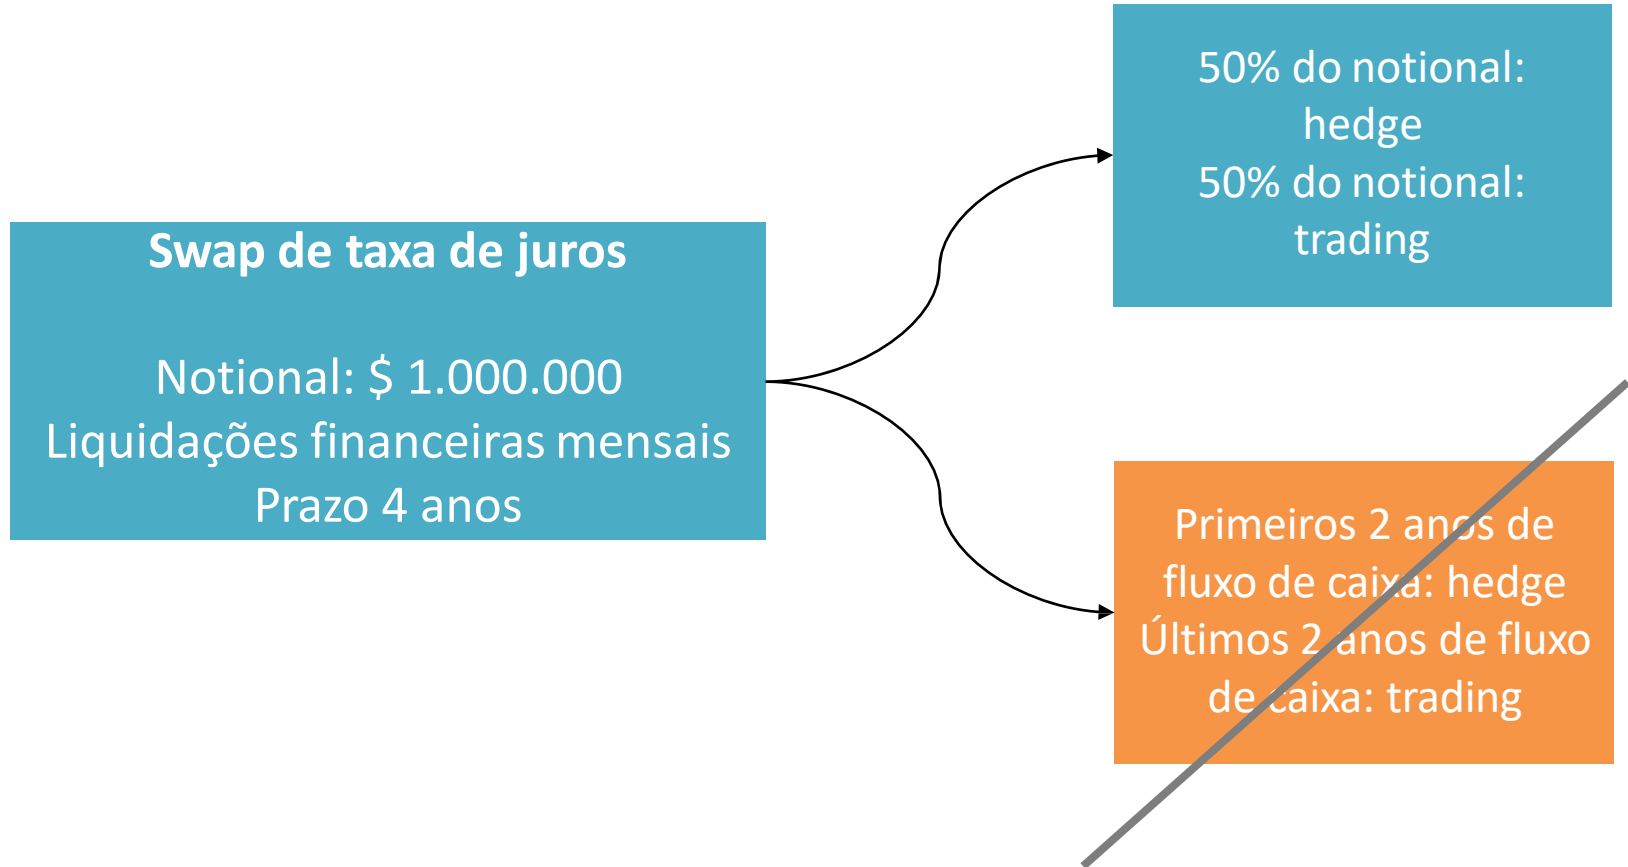 Swap de taxa de juros
Notional: $ 1.000.000
Liquidações financeiras mensais
Prazo 4 anos
50% do notional:
hedge
50% do notional:
trading
Primeiros 2 anos de
fluxo de caixa: hedge
Últimos 2 anos de fluxo
de caixa: trading